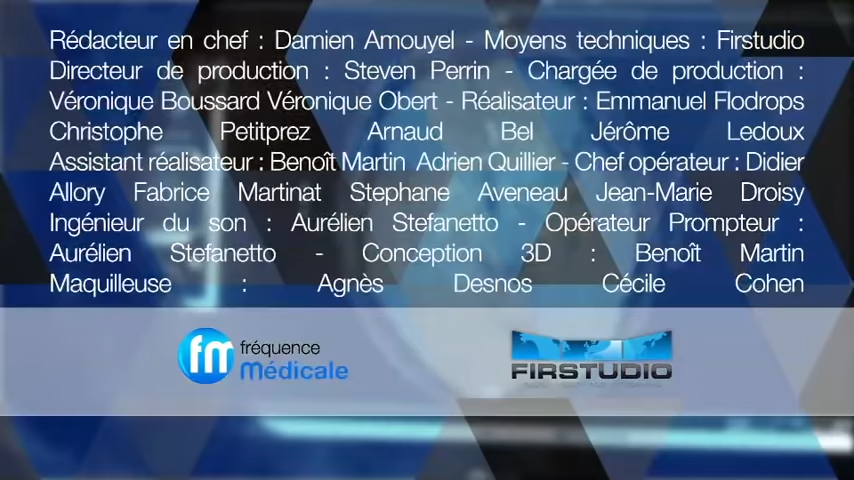 Rédacteur en chef : Damien Amouyel - Moyens techniques : Firstudio
Directeur de production : Steven Perrin - Chargée de production :
Véronique Boussard Véronique Obert - Réalisateur : Emmanuel Flodrops
Christophe Petitprez Arnaud Bel Jérôme Ledoux
Assistant réalisateur : Benoît Martin Adrien Quillier - Chef opérateur : Didier
Allory Fabrice Martinat Stephane Aveneau Jean-Marie Droisy
Ingénieur du son : Aurélien Stefanetto - Opérateur Prompteur :
Aurélien Stefanetto - Conception 3D : Benoît Martin
Maquilleuse : Agnès Desnos Cécile Cohen
fm fréquence
médicale
FIRSTUDIO